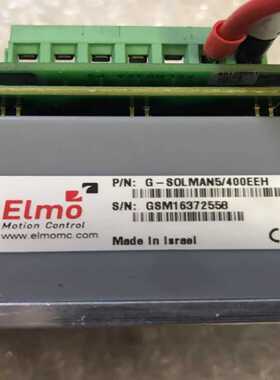 P/N: G-SOLMAN5/400EEH
Elmo
Motion Control
S/N: GSM16372558
www.elmomc.com
Made in Israel